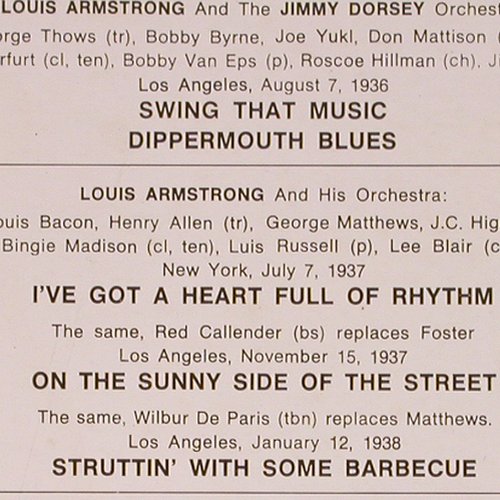 LOUIS ARMSTRONG And The JIMMY DORSEY Orchest
orge Thows (tr), Bobby Byrne, Joe Yukl, Don Mattison (
rfurt (cl, ten), Bobby Van Eps (p), Roscoe Hillman (ch). J
Los Angeles, August 7, 1936
SWING THAT MUSIC
DIPPERMOUTH BLUES
LOUIS ARMSTRONG And His Orchestra:
ouis Bacon, Henry Allen (tr), George Matthews, J.C. Hig
Bingie Madison (cl, ten), Luis Russell (p), Lee Blair (c
New York, July 7, 1937
I'VE GOT A HEART FULL OF RHYTHM
The same, Red Callender (bs) replaces Foster
Los Angeles, November 15, 1937
ON THE SUNNY SIDE OF THE STREET
The same, Wilbur De Paris (tbn) replaces Matthews.
Los Angeles, January 12, 1938
STRUTTIN' WITH SOME BARBECUE